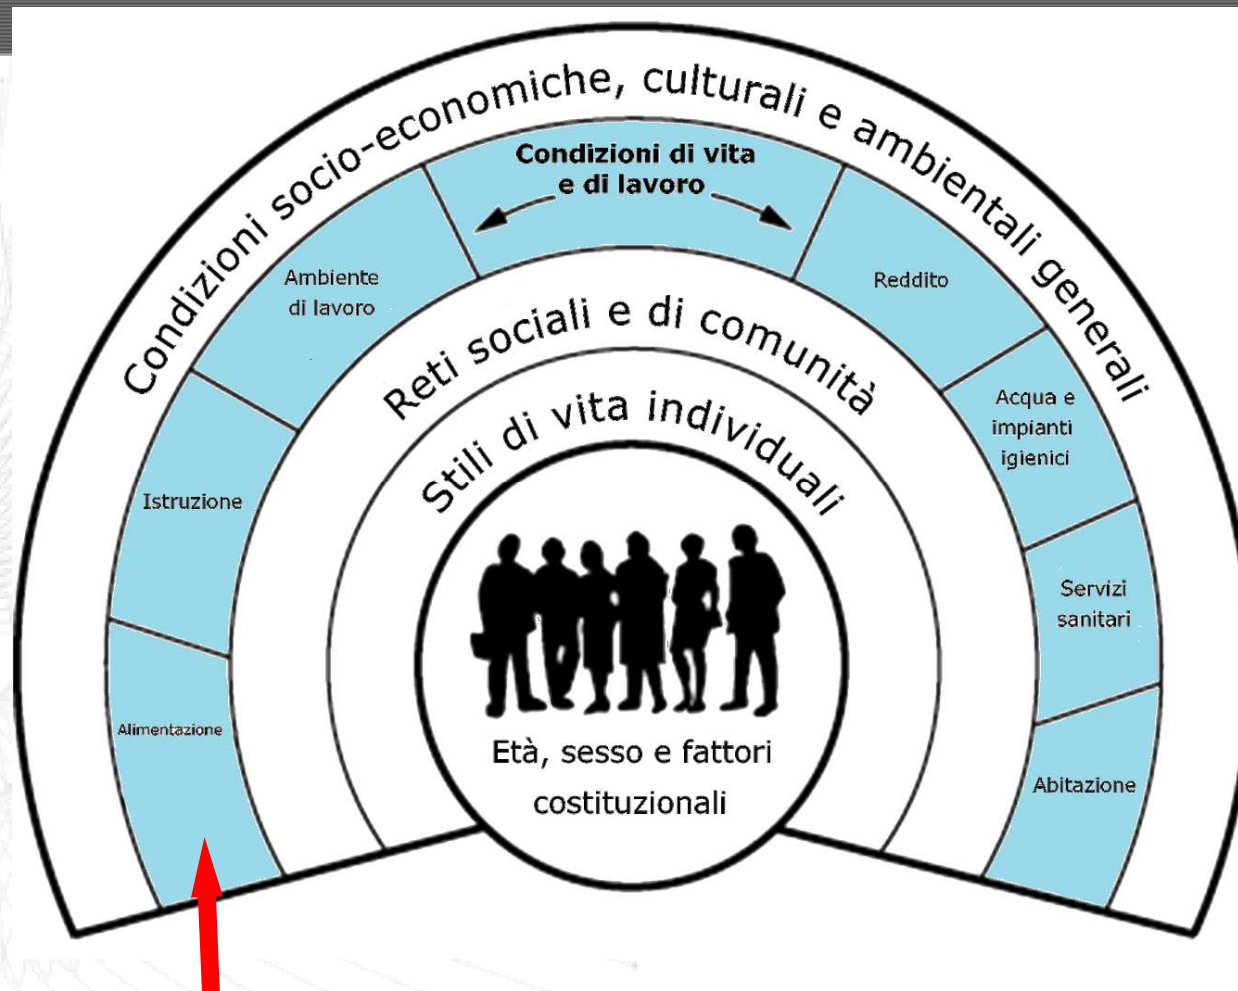 Condizioni socio-economiche, culturali e ambientali generali
Condizioni di vita
e di lavoro
Ambiente
di lavoro
Reddito
Reti sociali e di comunità
Acqua e
impianti
igienici
Stili di vita individuali
Istruzione
Servizi
sanitari
Alimentazione
Età, sesso e fattori
costituzionali
Abitazione